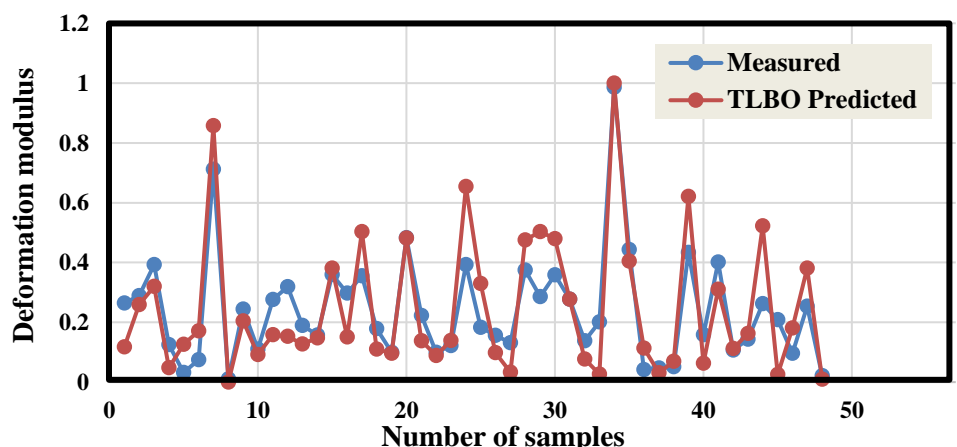 1.2
1
0.8
0.6
0.4
0.2
0
Deformation modulus
Measured
TLBO Predicted
0 10 20 30 40 50
Number of samples